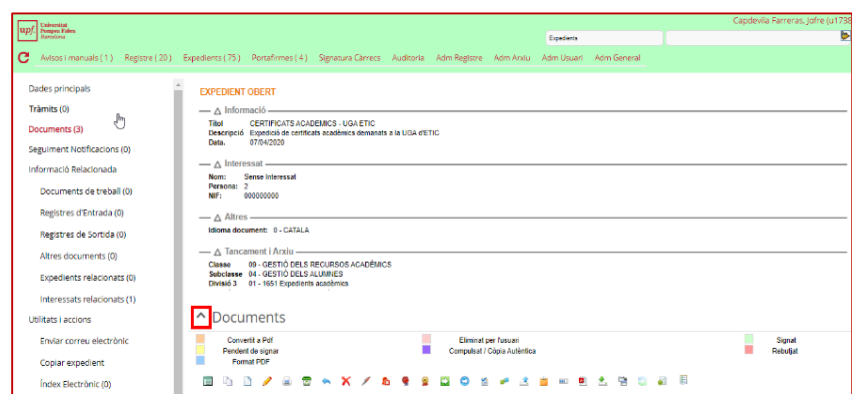 Capdevila Farreras, Jofre (u1738
upf. Universitat
Pompeu Fabra
Barcelona
Expedients
Avisos i manuals ( 1 ) Registre ( 20 ) Expedients ( 75 ) Portafirmes ( 4 ) Signatura Càrrecs Auditoria Adm Registre Adm Arxiu Adm Usuari Adm General
Dades principals
Tràmits (0)
Documents (3)
Seguiment Notificacions (0)
Informació Relacionada
Documents de treball (0)
Registres d'Entrada (0)
Registres de Sortida (0)
Altres documents (0)
Expedients relacionats (0)
Interessats relacionats (1)
Utilitats i accions
Enviar correu electrònic
Copiar expedient
Índex Electrònic (0)
EXPEDIENT OBERT
Informació
Títol CERTIFICATS ACADEMICS - UGA ETIC
Descripció Expedició de certificats acadèmics demanats a la UGA d'ETIC
Data. 07/04/2020
Interessat
Nom: Sense Interessat
Persona: 2
NIF: 000000000
Altres
Idioma document: 0 - CATALA
Tancament i Arxiu
Classe 09 - GESTIÓ DELS RECURSOS ACADÈMICS
Subclasse 04 - GESTIÓ DELS ALUMNES
Divisió 3 01 - 1651 Expedients acadèmics
Documents
Convertit a Pdf Eliminat per l'usuari Signat
Pendent de signar Compulsat / Còpia Autèntica Rebutjat
Format PDF